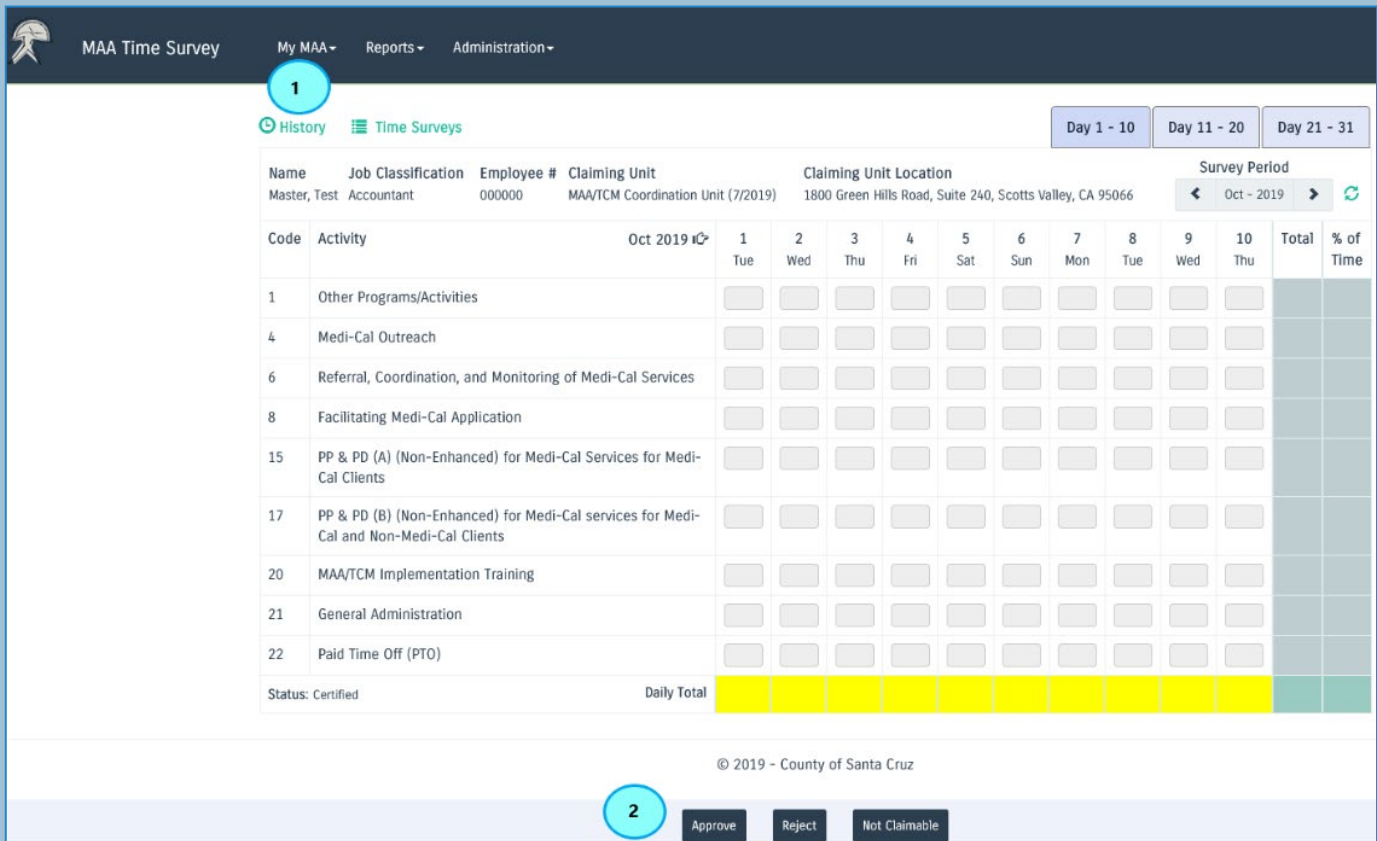 MAA Time Survey My MAA Reports Administration
1
History Time Surveys Day 1 - 10 Day 11 - 20 Day 21 - 31
Name Job Classification Employee # Claiming Unit Claiming Unit Location Survey Period
Master, Test Accountant 000000 MAA/TCM Coordination Unit (7/2019) 1800 Green Hills Road, Suite 240, Scotts Valley, CA 95066 Oct - 2019
Code Activity Oct 2019 1 2 3 4 5 6 7 8 9 10 Total % of
Tue Wed Thu Fri Sat Sun Mon Tue Wed Thu Time
1 Other Programs/Activities
4 Medi-Cal Outreach
6 Referral, Coordination, and Monitoring of Medi-Cal Services
8 Facilitating Medi-Cal Application
15 PP & PD (A) (Non-Enhanced) for Medi-Cal Services for Medi-
Cal Clients
17 PP & PD (B) (Non-Enhanced) for Medi-Cal services for Medi-
Cal and Non-Medi-Cal Clients
20 MAA/TCM Implementation Training
21 General Administration
22 Paid Time Off (PTO)
Status: Certified Daily Total
© 2019 - County of Santa Cruz
2 Approve Reject Not Claimable